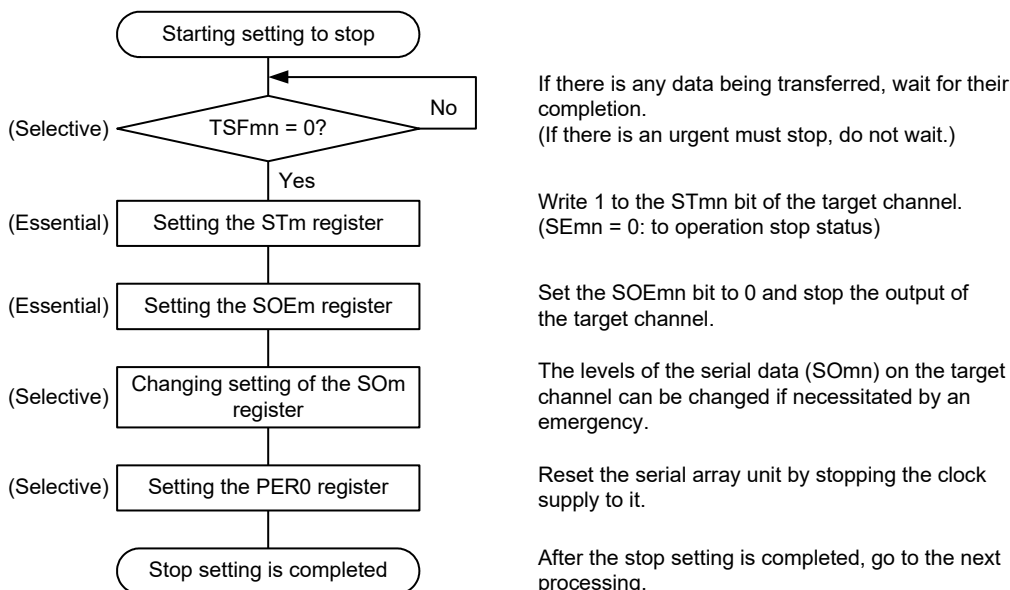 Starting setting to stop
No
If there is any data being transferred, wait for their
completion.
(If there is an urgent must stop, do not wait.)
(Selective)
TSFmn = 0?
Yes
(Essential)
Setting the STm register
Write 1 to the STmn bit of the target channel.
(SEmn = 0: to operation stop status)
(Essential)
Setting the SOEm register
Set the SOEmn bit to 0 and stop the output of
the target channel.
(Selective)
Changing setting of the SOm
register
The levels of the serial data (SOmn) on the target
channel can be changed if necessitated by an
emergency.
(Selective)
Setting the PER0 register
Reset the serial array unit by stopping the clock
supply to it.
Stop setting is completed
After the stop setting is completed, go to the next
processing.